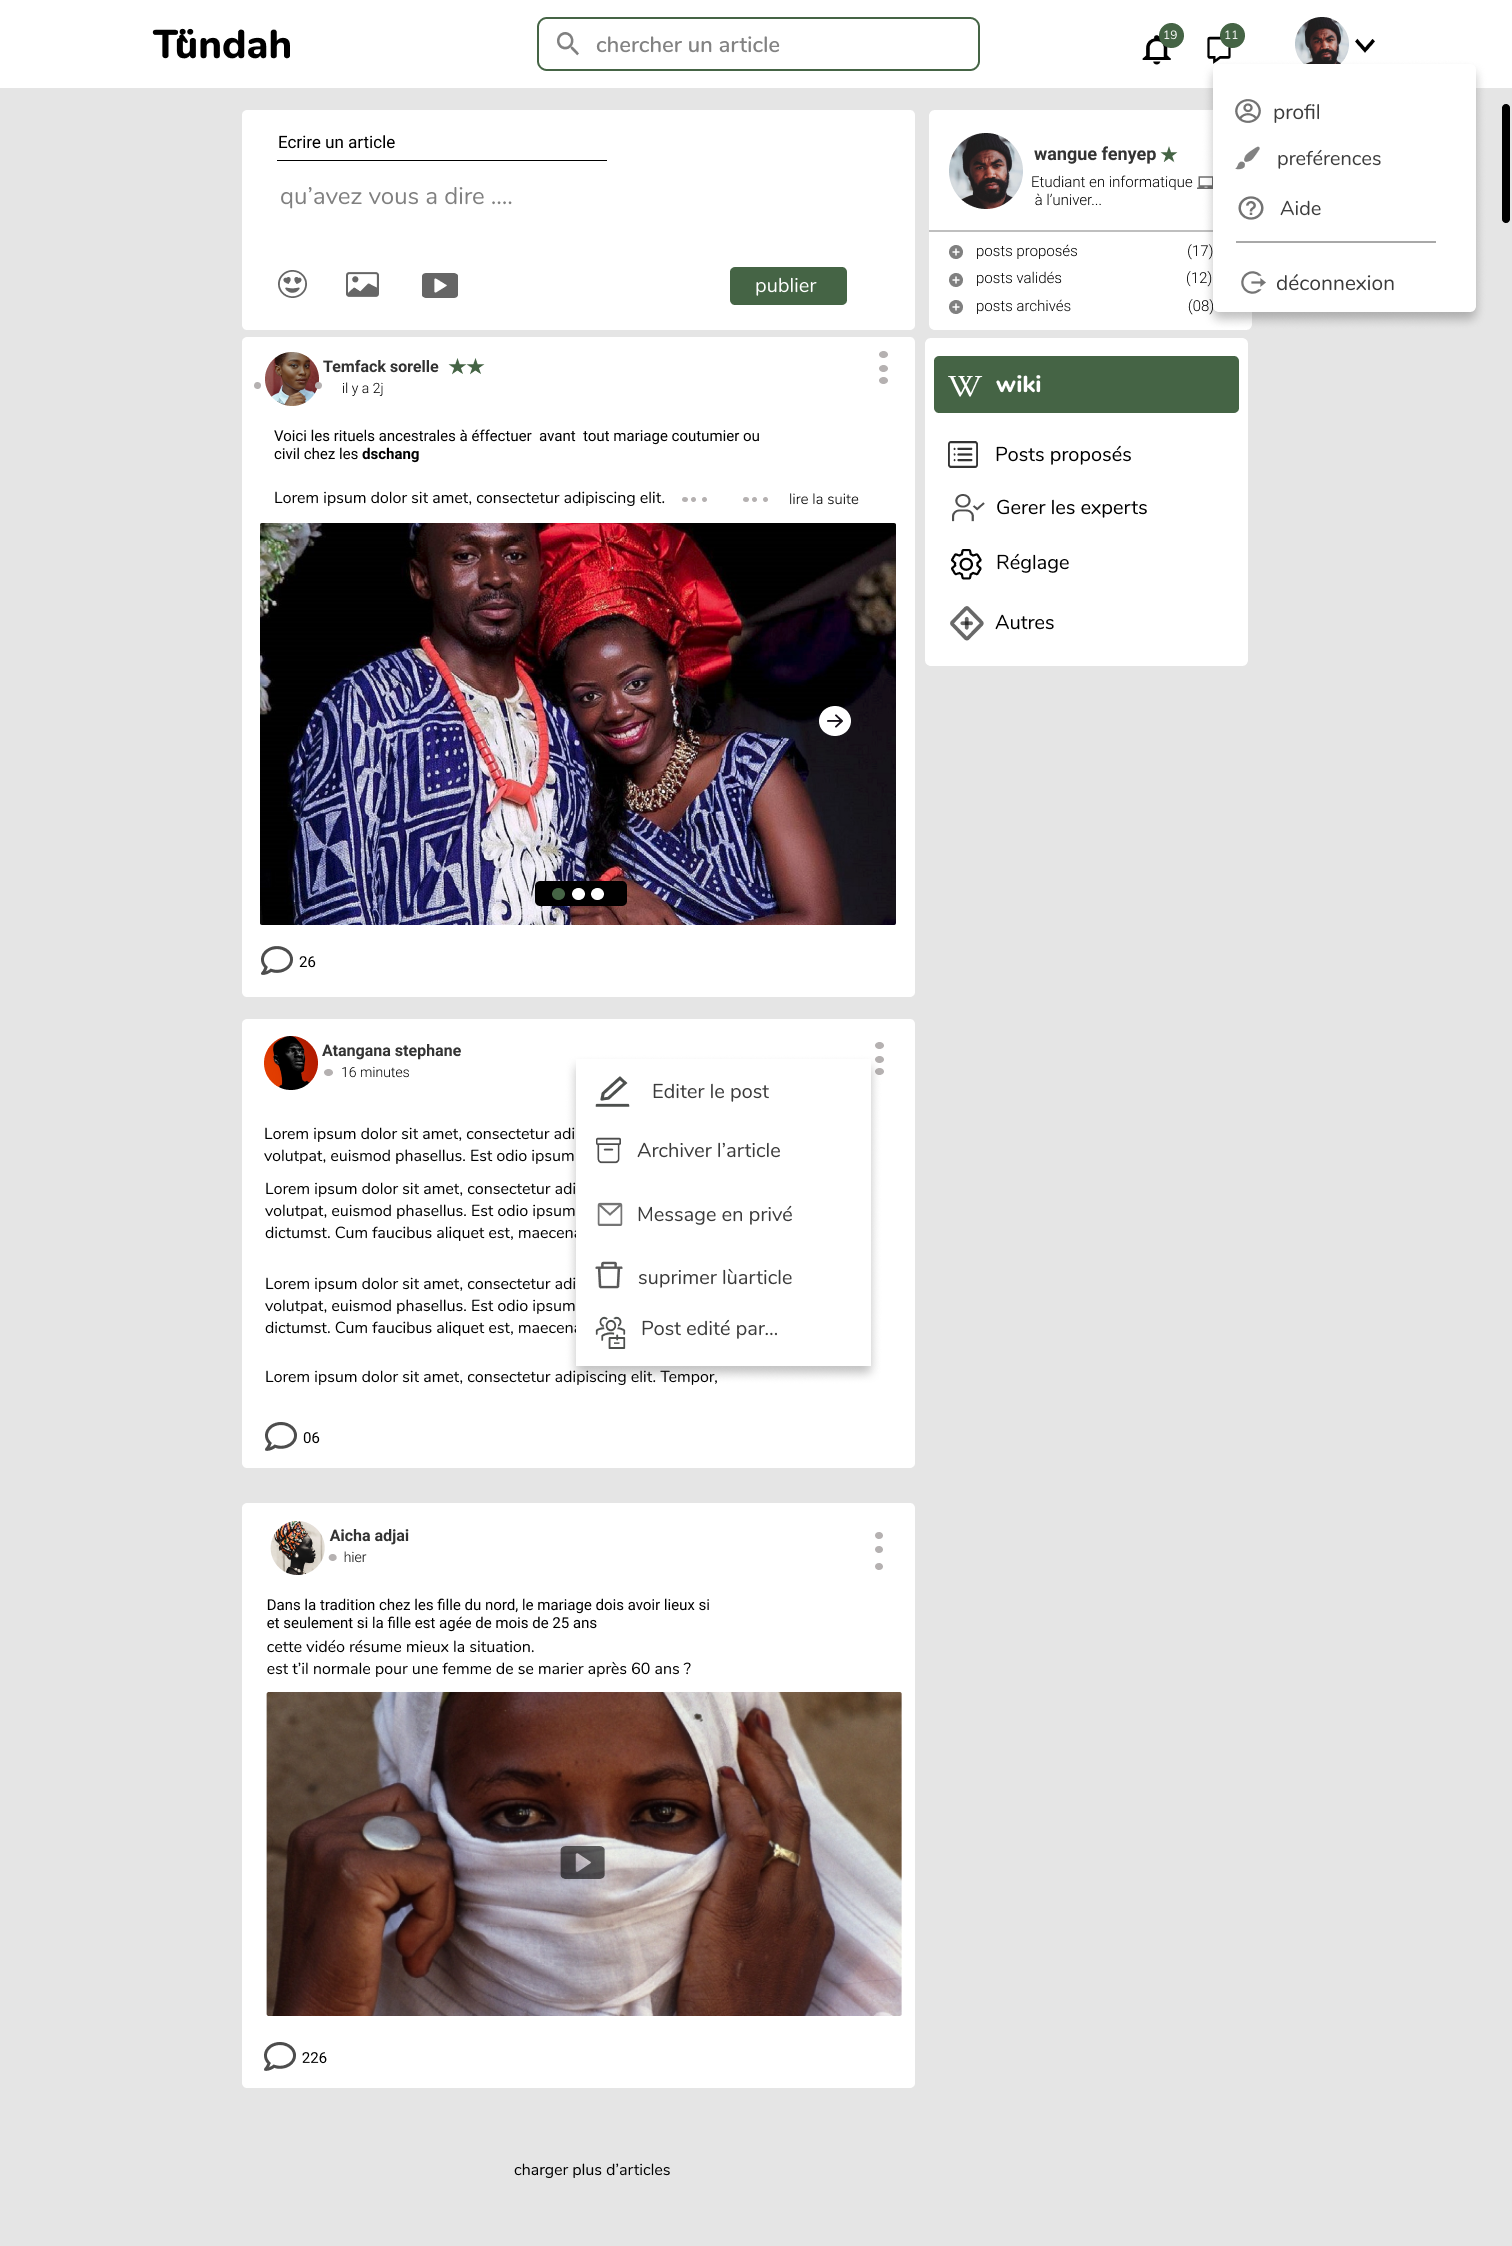 Tündah
chercher un article
19
11
profil
preférences
Aide
déconnexion
Ecrire un article
qu’avez vous a dire ....
publier
wangue fenyep
Etudiant en informatique
à l’univer...
posts proposés (17)
posts validés (12)
posts archivés (08)
wiki
Posts proposés
Gerer les experts
Réglage
Autres
Temfack sorelle
il y a 2j
Voici les rituels ancestrales à éffectuer avant tout mariage coutumier ou
civil chez les dschang
Lorem ipsum dolor sit amet, consectetur adipiscing elit. lire la suite
26
Atangana stephane
16 minutes
Lorem ipsum dolor sit amet, consectetur adi
volutpat, euismod phasellus. Est odio ipsum
Lorem ipsum dolor sit amet, consectetur adi
volutpat, euismod phasellus. Est odio ipsum
dictumst. Cum faucibus aliquet est, maecena
Lorem ipsum dolor sit amet, consectetur adi
volutpat, euismod phasellus. Est odio ipsum
dictumst. Cum faucibus aliquet est, maecena
Lorem ipsum dolor sit amet, consectetur adipiscing elit. Tempor,
Editer le post
Archiver l’article
Message en privé
suprimer lùarticle
Post edité par...
06
Aicha adjai
hier
Dans la tradition chez les fille du nord, le mariage dois avoir lieux si
et seulement si la fille est agée de mois de 25 ans
cette vidéo résume mieux la situation.
est t’il normale pour une femme de se marier après 60 ans ?
226
charger plus d’articles